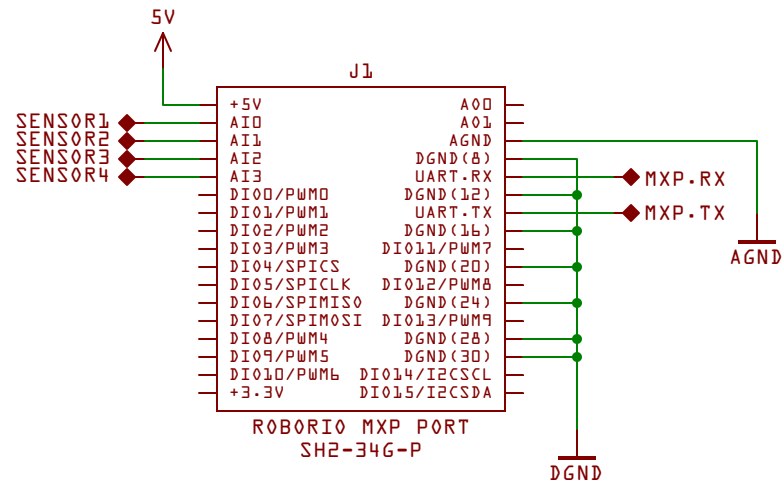 5V
J1
SENSOR1
SENSOR2
SENSOR3
SENSOR4
+5V
AI0
AI1
AI2
AI3
DIO0/PWM0
DIO1/PWM1
DIO2/PWM2
DIO3/PWM3
DIO4/SPICS
DIO5/SPICLK
DIO6/SPIMISO
DIO7/SPIMOSI
DIO8/PWM4
DIO9/PWM5
DIO10/PWM6
+3.3V
AO0
AO1
AGND
DGND(8)
UART.RX
DGND(12)
UART.TX
DGND(16)
DIO11/PWM7
DGND(20)
DIO12/PWM8
DGND(24)
DIO13/PWM9
DGND(28)
DGND(30)
DIO14/I2CSCL
DIO15/I2CSDA
MXP.RX
MXP.TX
AGND
ROBORIO MXP PORT
SH2-34G-P
DGND